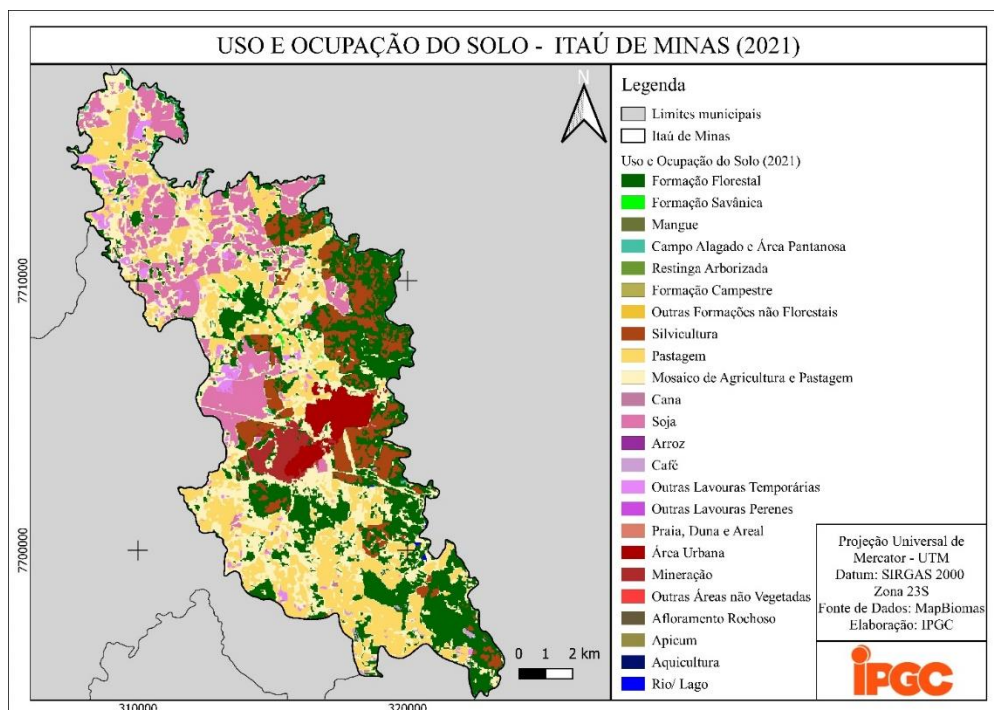 USO E OCUPAÇÃO DO SOLO - ITAÚ DE MINAS (2021)
N
7710000
7700000
310000
320000
0 1 2 km
Legenda
Limites municipais
Itaú de Minas
Uso e Ocupação do Solo (2021)
Formação Florestal
Formação Savânica
Mangue
Campo Alagado e Área Pantanosa
Restinga Arborizada
Formação Campestre
Outras Formações não Florestais
Silvicultura
Pastagem
Mosaico de Agricultura e Pastagem
Cana
Soja
Arroz
Café
Outras Lavouras Temporárias
Outras Lavouras Perenes
Praia, Duna e Areal
Área Urbana
Mineração
Outras Áreas não Vegetadas
Afloramento Rochoso
Apicum
Aquicultura
Rio/ Lago
Projeção Universal de
Mercator - UTM
Datum: SIRGAS 2000
Zona 23S
Fonte de Dados: MapBiomas
Elaboração: IPGC
iPGC